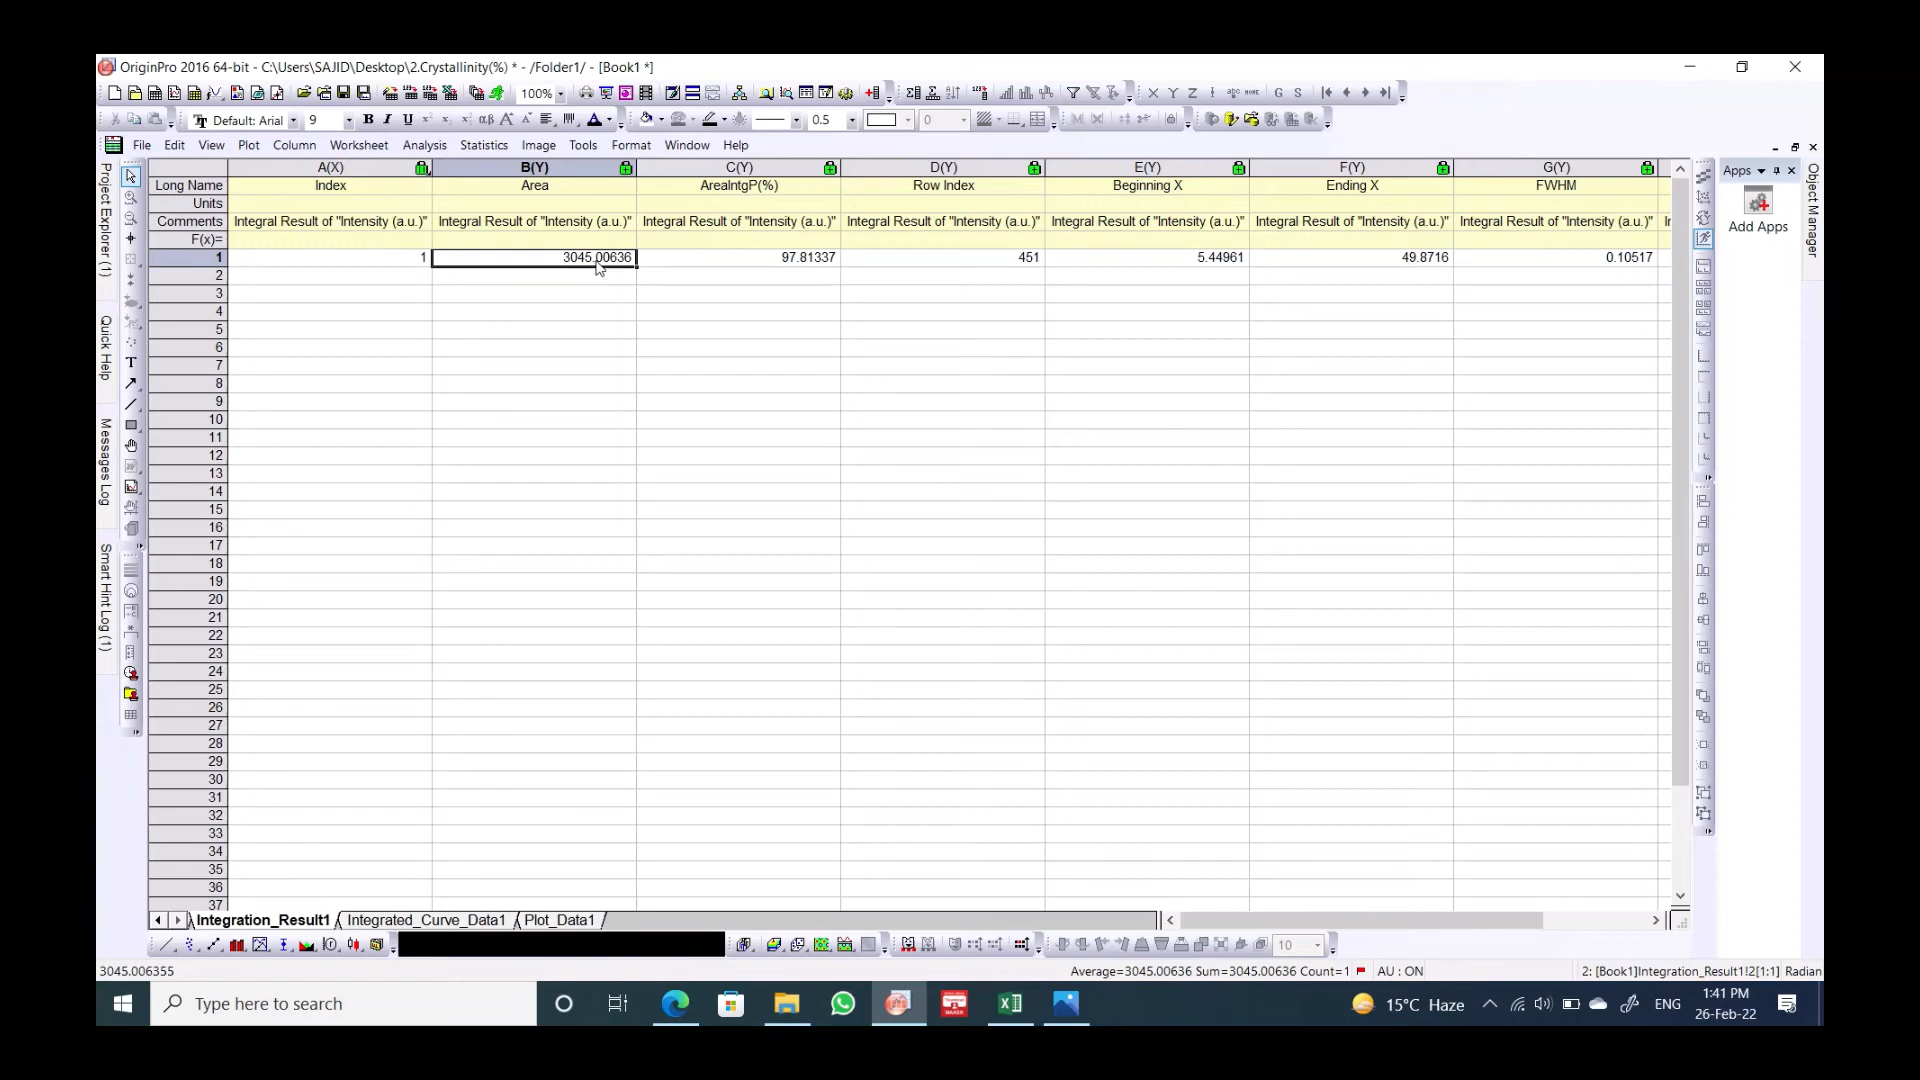 OriginPro 2016 64-bit - C:\Users\SAJID\Desktop\2.Crystallinity(%) * - /Folder1/ - [Book1 *]
100%
X Y Z G S
Default: Arial 9 B I U 0.5 0
File Edit View Plot Column Worksheet Analysis Statistics Image Tools Format Window Help
Project Explorer (1)
Quick Help
Messages Log
Smart Hint Log (1)
A(X) B(Y) C(Y) D(Y) E(Y) F(Y) G(Y)
Long Name Index Area AreaIntgP(%) Row Index Beginning X Ending X FWHM
Units
Comments Integral Result of "Intensity (a.u.)" Integral Result of "Intensity (a.u.)" Integral Result of "Intensity (a.u.)" Integral Result of "Intensity (a.u.)" Integral Result of "Intensity (a.u.)" Integral Result of "Intensity (a.u.)" Integral Result of "Intensity (a.u.)"
F(x)=
1 1 3045.00636 97.81337 451 5.44961 49.8716 0.10517
2
3
4
5
6
7
8
9
10
11
12
13
14
15
16
17
18
19
20
21
22
23
24
25
26
27
28
29
30
31
32
33
34
35
36
37
Apps
Add Apps
Object Manager
Integration_Result1 Integrated_Curve_Data1 Plot_Data1
10
3045.006355 Average=3045.00636 Sum=3045.00636 Count=1 AU : ON 2: [Book1]Integration_Result1!2[1:1] Radian
Type here to search
15°C Haze
ENG
1:41 PM
26-Feb-22